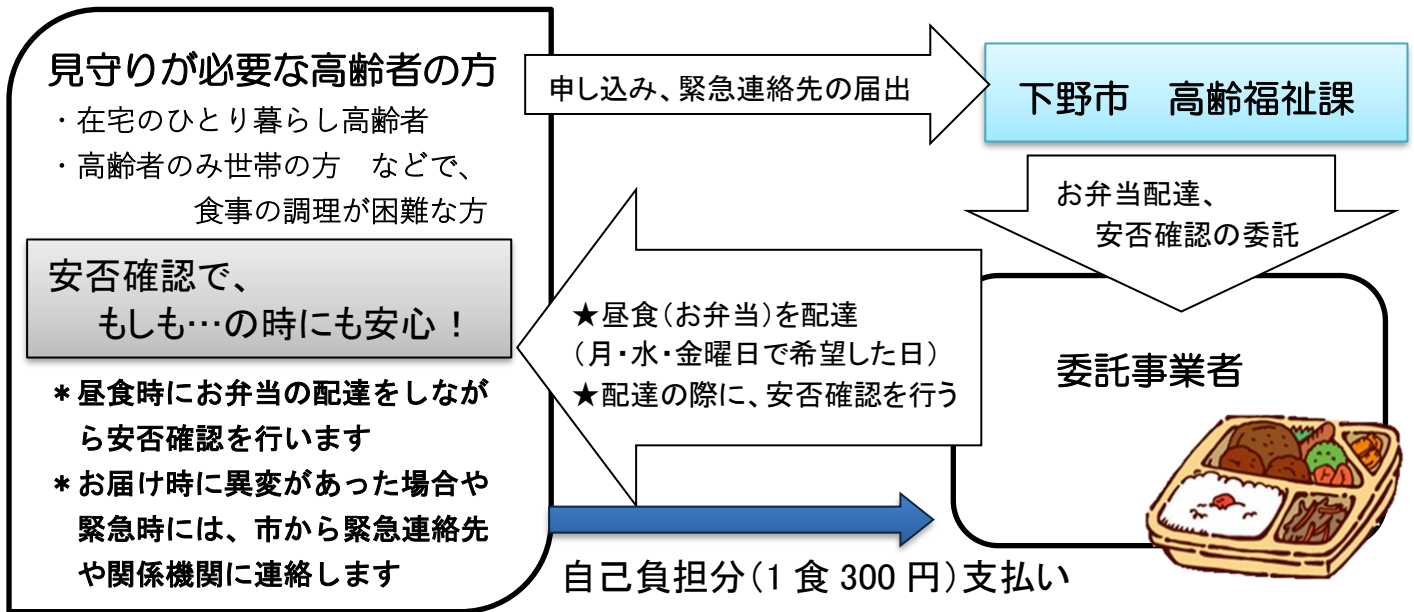 見守りが必要な高齢者の方
・在宅のひとり暮らし高齢者
・高齢者のみ世帯の方　などで、
食事の調理が困難な方
安否確認で、
もしも…の時にも安心！
＊昼食時にお弁当の配達をしなが
ら安否確認を行います
＊お届け時に異変があった場合や
緊急時には、市から緊急連絡先
や関係機関に連絡します
申し込み、緊急連絡先の届出
下野市　高齢福祉課
お弁当配達、
安否確認の委託
★昼食（お弁当）を配達
（月・水・金曜日で希望した日）
★配達の際に、安否確認を行う
委託事業者
自己負担分（1 食 300 円）支払い